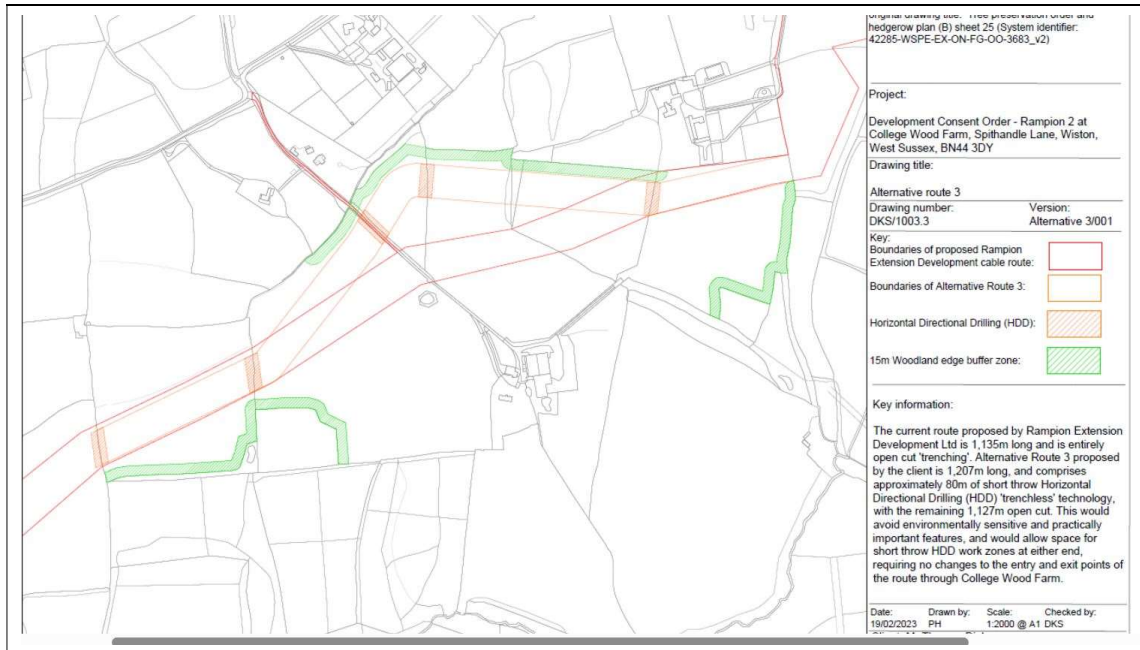 original drawing title: "Tree preservation order and
hedgerow plan (B) sheet 25 (System identifier:
42285-WSPE-EX-ON-FG-OO-3683_v2)
Project:
Development Consent Order - Rampion 2 at
College Wood Farm, Spithandle Lane, Wiston,
West Sussex, BN44 3DY
Drawing title:
Alternative route 3
Drawing number: Version:
DKS/1003.3 Alternative 3/001
Key:
Boundaries of proposed Rampion
Extension Development cable route:
Boundaries of Alternative Route 3:
Horizontal Directional Drilling (HDD):
15m Woodland edge buffer zone:
Key information:
The current route proposed by Rampion Extension
Development Ltd is 1,135m long and is entirely
open cut 'trenching'. Alternative Route 3 proposed
by the client is 1,207m long, and comprises
approximately 80m of short throw Horizontal
Directional Drilling (HDD) 'trenchless' technology,
with the remaining 1,127m open cut. This would
avoid environmentally sensitive and practically
important features, and would allow space for
short throw HDD work zones at either end,
requiring no changes to the entry and exit points of
the route through College Wood Farm.
Date: Drawn by: Scale: Checked by:
19/02/2023 PH 1:2000 @ A1 DKS